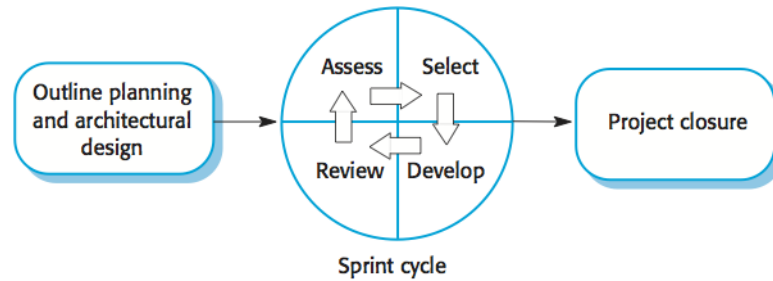 Outline planning
and architectural
design
Assess
Select
Review
Develop
Sprint cycle
Project closure